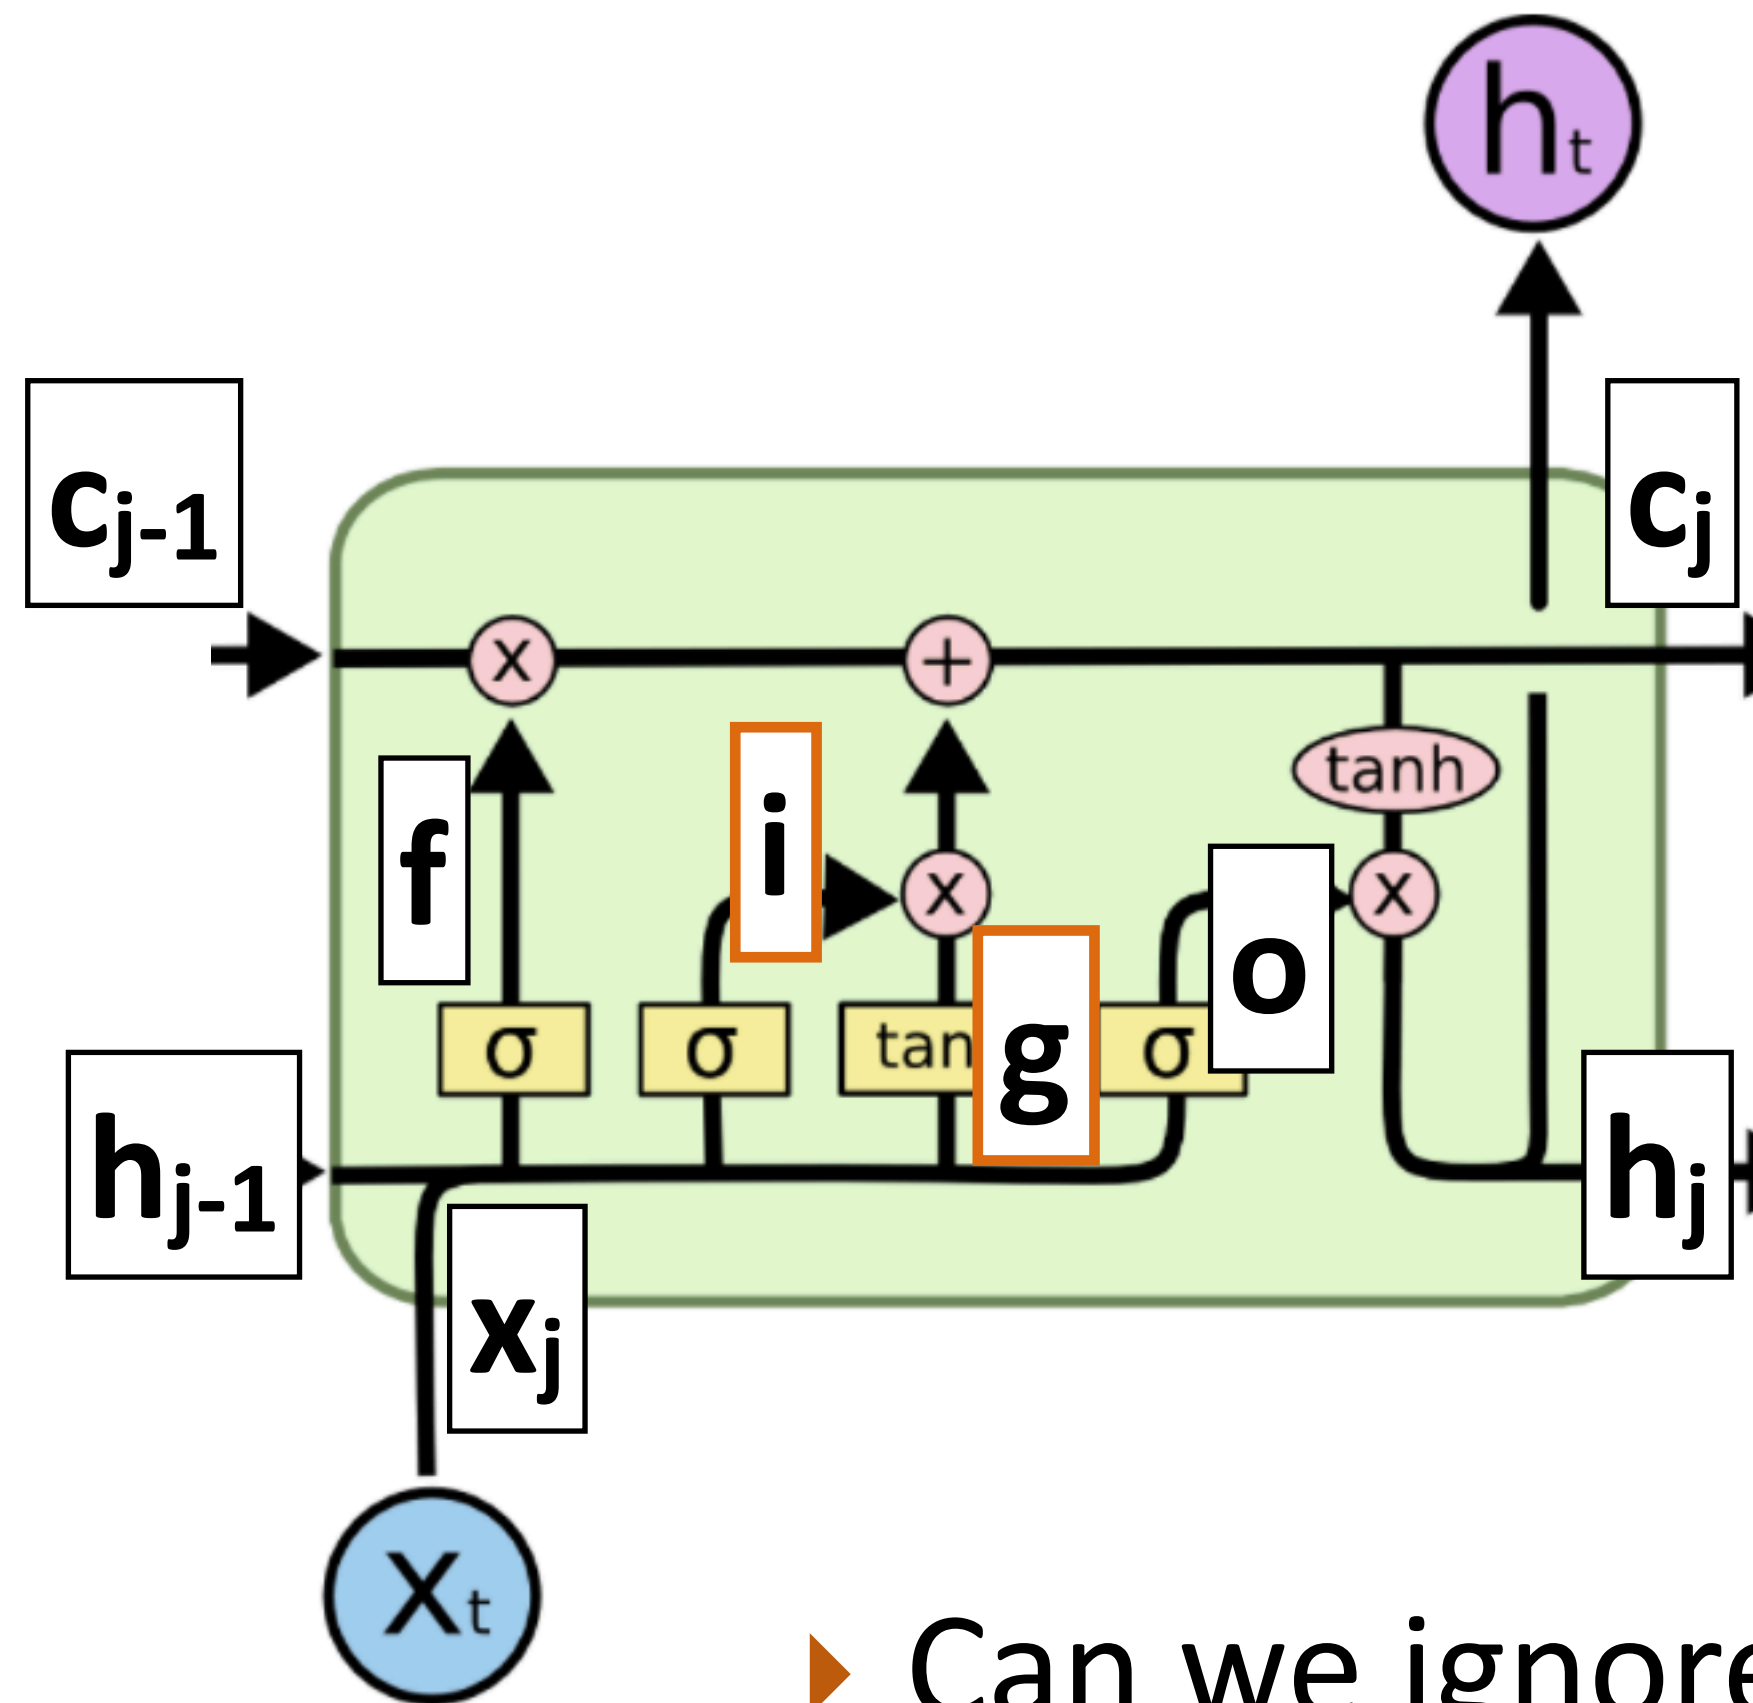 ht
cj-1
cj
x
+
i
tanh
f
x
x
o
g
σ
σ
tan
σ
hj-1
hj
xj
xt
Can we ignore